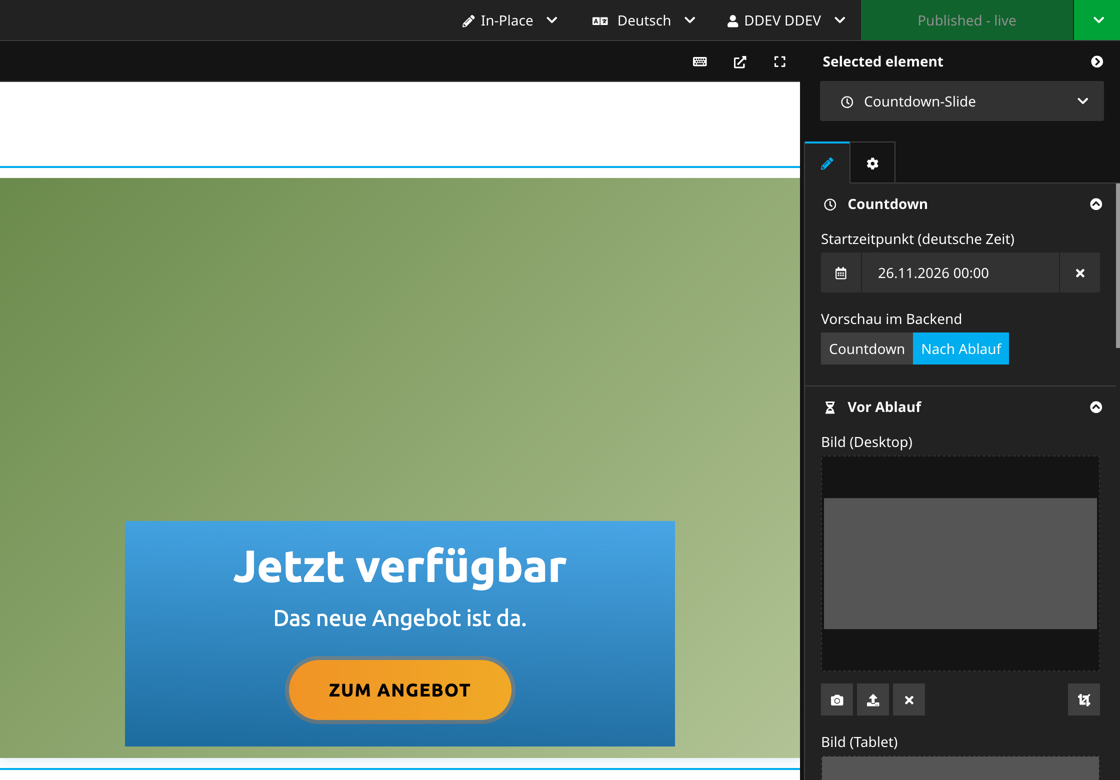 In-Place
Deutsch
DDEV DDEV
Published - live
Selected element
Countdown-Slide
Countdown
Startzeitpunkt (deutsche Zeit)
26.11.2026 00:00
Vorschau im Backend
Countdown Nach Ablauf
Vor Ablauf
Bild (Desktop)
Bild (Tablet)
Jetzt verfügbar
Das neue Angebot ist da.
ZUM ANGEBOT